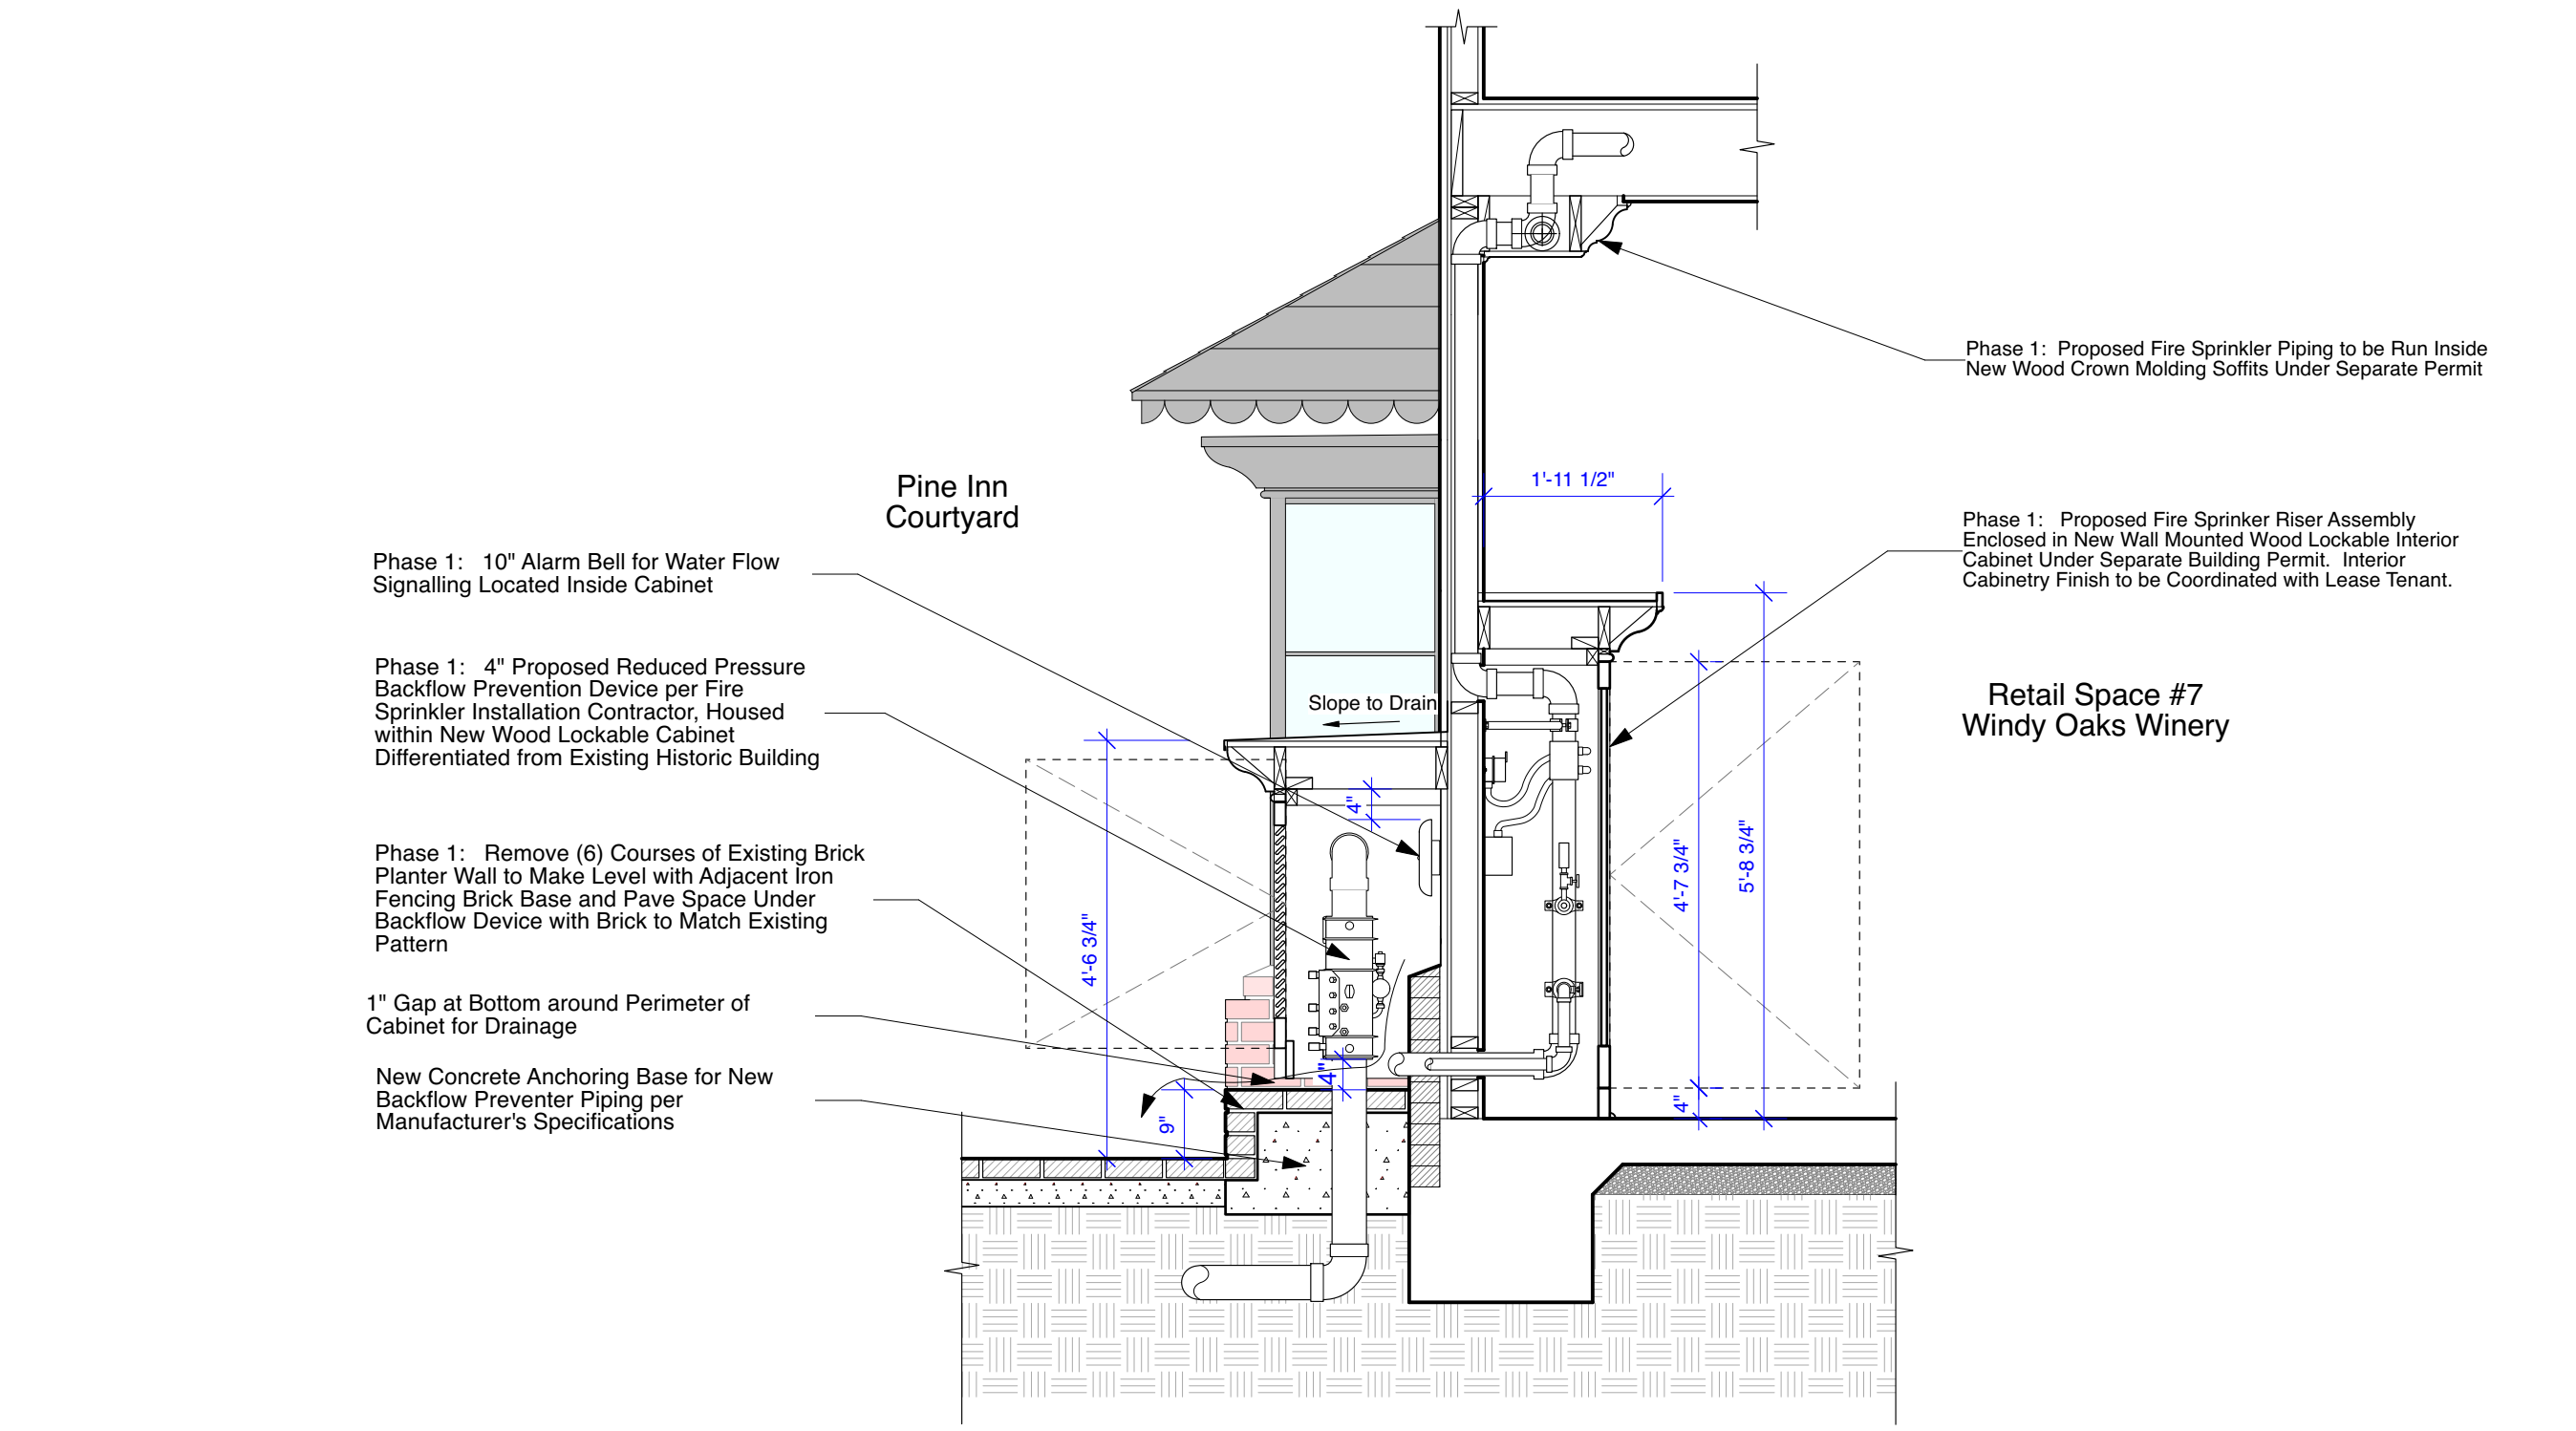 Phase 1:  Proposed Fire Sprinkler Piping to be Run Inside
New Wood Crown Molding Soffits Under Separate Permit
1'-11 1/2"
Pine Inn
Courtyard
Phase 1:   Proposed Fire Sprinker Riser Assembly
Enclosed in New Wall Mounted Wood Lockable Interior
Cabinet Under Separate Building Permit.  Interior
Cabinetry Finish to be Coordinated with Lease Tenant.
Phase 1:   10" Alarm Bell for Water Flow
Signalling Located Inside Cabinet
Phase 1:   4" Proposed Reduced Pressure
Backflow Prevention Device per Fire
Sprinkler Installation Contractor, Housed
within New Wood Lockable Cabinet
Differentiated from Existing Historic Building
Slope to Drain
Retail Space #7
Windy Oaks Winery
4"
Phase 1:   Remove (6) Courses of Existing Brick
Planter Wall to Make Level with Adjacent Iron
Fencing Brick Base and Pave Space Under
Backflow Device with Brick to Match Existing
Pattern
4'-6 3/4"
4'-7 3/4"
5'-8 3/4"
1" Gap at Bottom around Perimeter of
Cabinet for Drainage
4"
New Concrete Anchoring Base for New
Backflow Preventer Piping per
Manufacturer's Specifications
9"
4"